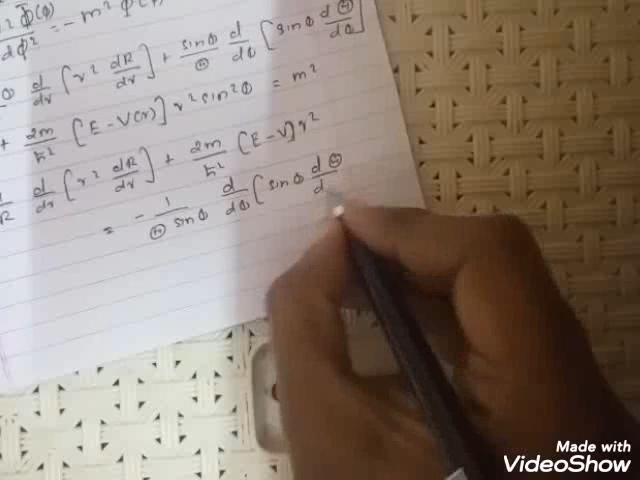 dφ² = - m² Φ(φ)
d/dr [r² dR/dr] + sinθ/Θ d/dθ [sinθ dΘ/dθ]
+ 2m/ħ² [E - V(r)] r² sin²θ = m²
1/R d/dr [r² dR/dr] + 2m/ħ² [E - V] r²
= - 1/Θ sinθ d/dθ [sinθ dΘ/d
Made with
VideoShow